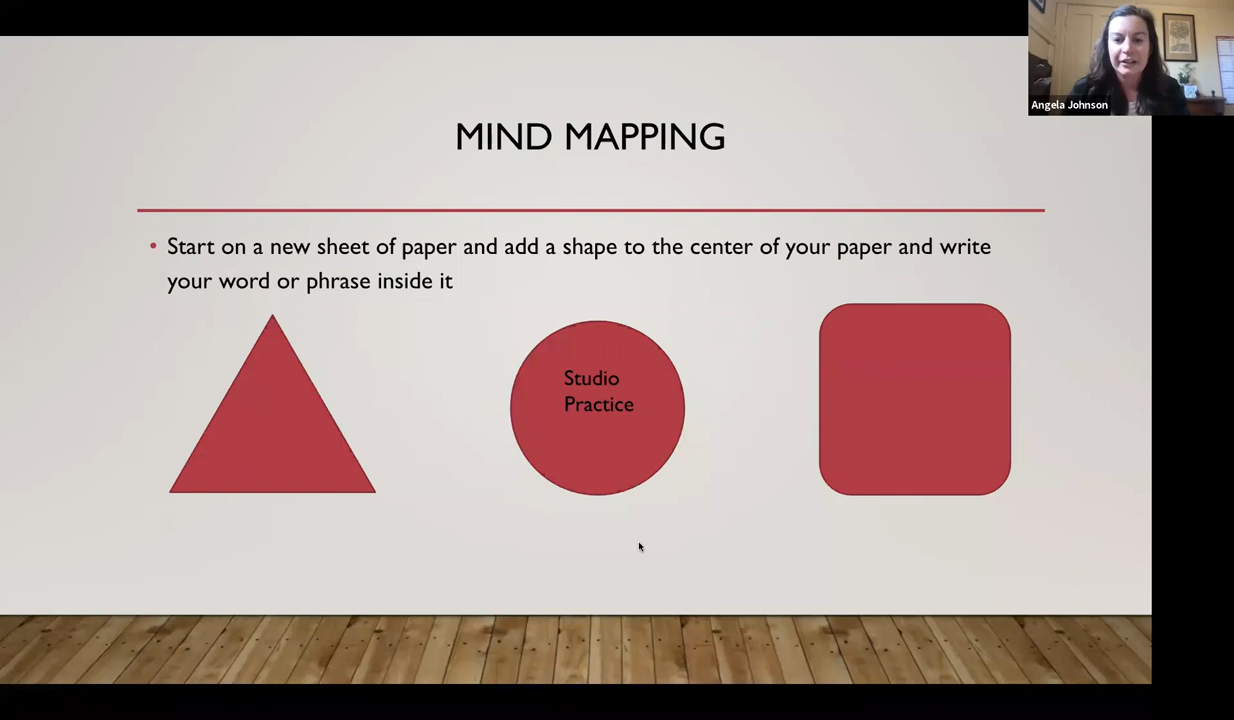 Angela Johnson
MIND MAPPING
• Start on a new sheet of paper and add a shape to the center of your paper and write
your word or phrase inside it
Studio
Practice